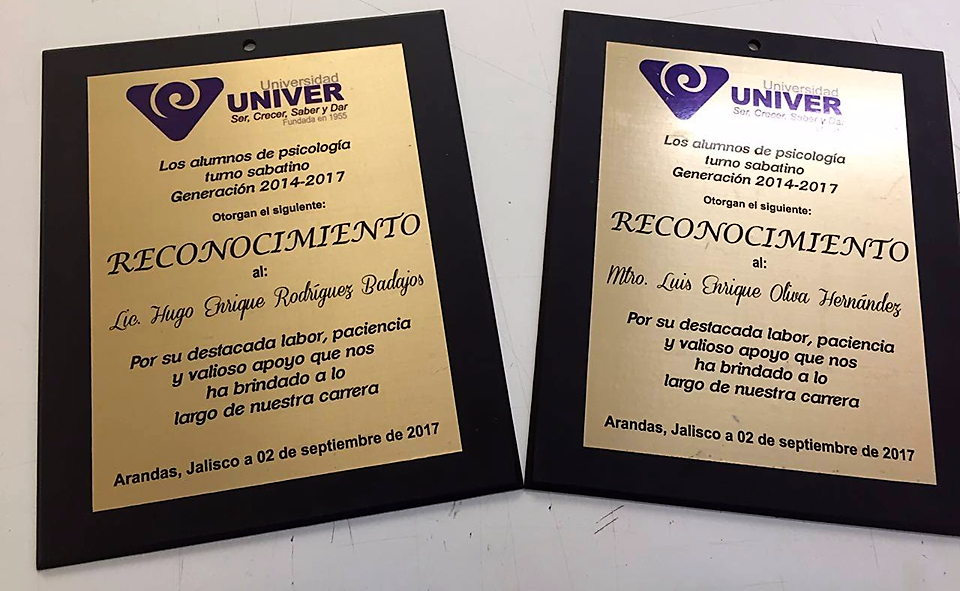 Universidad
UNIVER
Ser, Crecer, Saber y Dar
Fundada en 1955
Los alumnos de psicología
turno sabatino
Generación 2014-2017
Otorgan el siguiente:
RECONOCIMIENTO
al:
Lic. Hugo Enrique Rodríguez Badajos
Por su destacada labor, paciencia
y valioso apoyo que nos
ha brindado a lo
largo de nuestra carrera
Arandas, Jalisco a 02 de septiembre de 2017
Universidad
UNIVER
Ser, Crecer, Saber y Dar
Los alumnos de psicología
turno sabatino
Generación 2014-2017
Otorgan el siguiente:
RECONOCIMIENTO
al:
Mtro. Luis Enrique Oliva Hernández
Por su destacada labor, paciencia
y valioso apoyo que nos
ha brindado a lo
largo de nuestra carrera
Arandas, Jalisco a 02 de septiembre de 2017